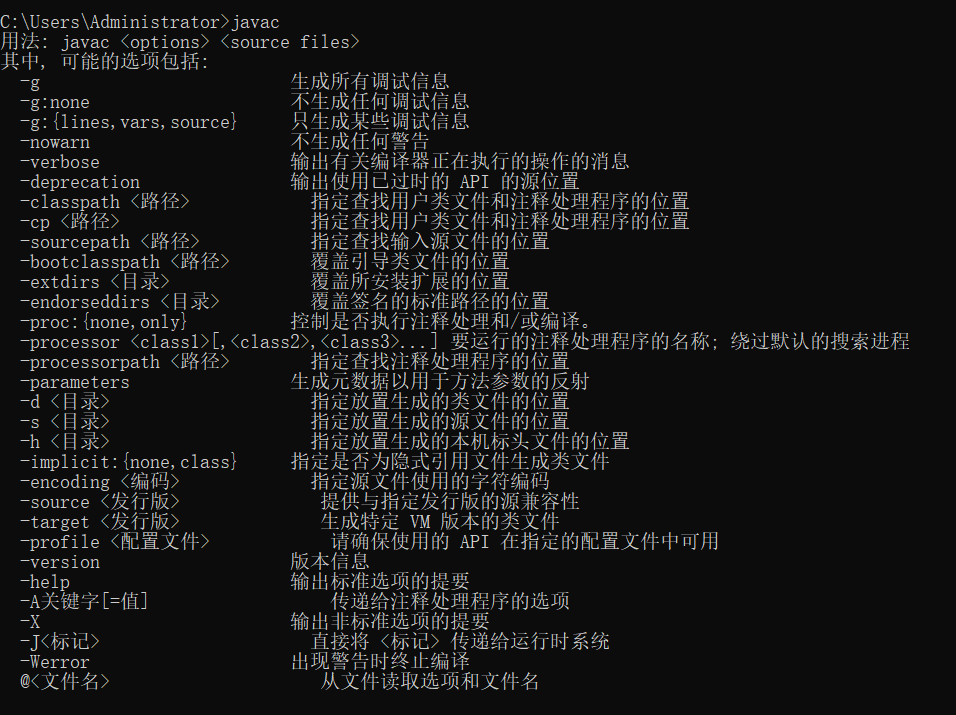 C:\Users\Administrator>javac
用法: javac <options> <source files>
其中, 可能的选项包括:
  -g                         生成所有调试信息
  -g:none                    不生成任何调试信息
  -g:{lines,vars,source}     只生成某些调试信息
  -nowarn                    不生成任何警告
  -verbose                   输出有关编译器正在执行的操作的消息
  -deprecation               输出使用已过时的 API 的源位置
  -classpath <路径>            指定查找用户类文件和注释处理程序的位置
  -cp <路径>                   指定查找用户类文件和注释处理程序的位置
  -sourcepath <路径>           指定查找输入源文件的位置
  -bootclasspath <路径>        覆盖引导类文件的位置
  -extdirs <目录>              覆盖所安装扩展的位置
  -endorseddirs <目录>         覆盖签名的标准路径的位置
  -proc:{none,only}          控制是否执行注释处理和/或编译。
  -processor <class1>[,<class2>,<class3>...] 要运行的注释处理程序的名称; 绕过默认的搜索进程
  -processorpath <路径>        指定查找注释处理程序的位置
  -parameters                生成元数据以用于方法参数的反射
  -d <目录>                    指定放置生成的类文件的位置
  -s <目录>                    指定放置生成的源文件的位置
  -h <目录>                    指定放置生成的本机标头文件的位置
  -implicit:{none,class}     指定是否为隐式引用文件生成类文件
  -encoding <编码>             指定源文件使用的字符编码
  -source <发行版>              提供与指定发行版的源兼容性
  -target <发行版>              生成特定 VM 版本的类文件
  -profile <配置文件>            请确保使用的 API 在指定的配置文件中可用
  -version                   版本信息
  -help                      输出标准选项的提要
  -A关键字[=值]                  传递给注释处理程序的选项
  -X                         输出非标准选项的提要
  -J<标记>                     直接将 <标记> 传递给运行时系统
  -Werror                    出现警告时终止编译
  @<文件名>                     从文件读取选项和文件名